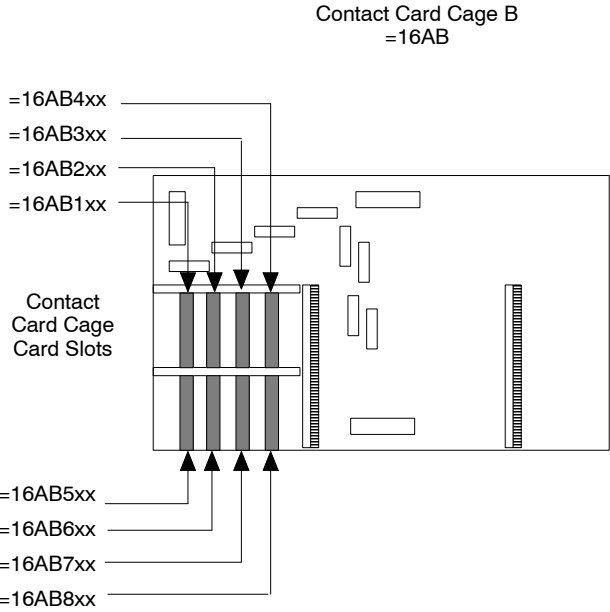 Contact Card Cage B
=16AB
=16AB4xx
=16AB3xx
=16AB2xx
=16AB1xx
Contact
Card Cage
Card Slots
=16AB5xx
=16AB6xx
=16AB7xx
=16AB8xx